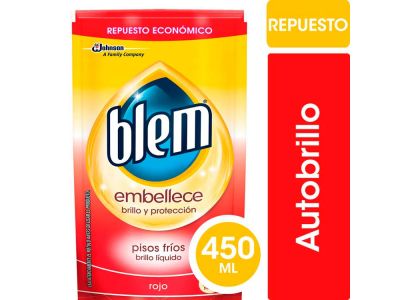 REPUESTO ECONÓMICO
SC Johnson
A Family Company
blem
embellece
brillo y protección
pisos fríos
brillo líquido
rojo
450
ML
REPUESTO
Autobrillo